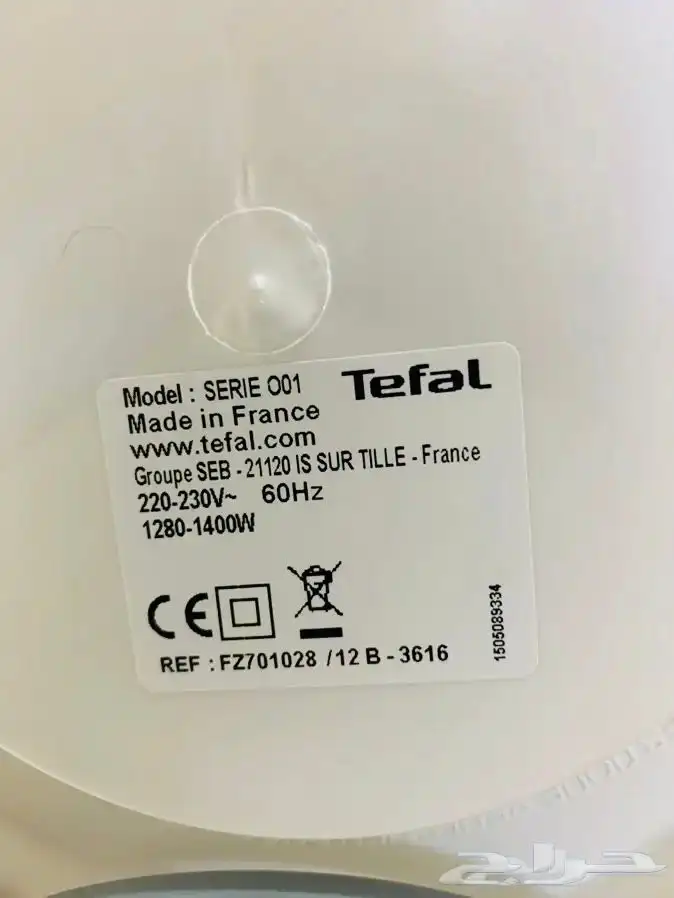 Model : SERIE O01
Tefal
Made in France
www.tefal.com
Groupe SEB - 21120 IS SUR TILLE - France
220-230V~ 60Hz
1280-1400W
CE
REF : FZ701028 /12 B - 3616
1505089334
حراج